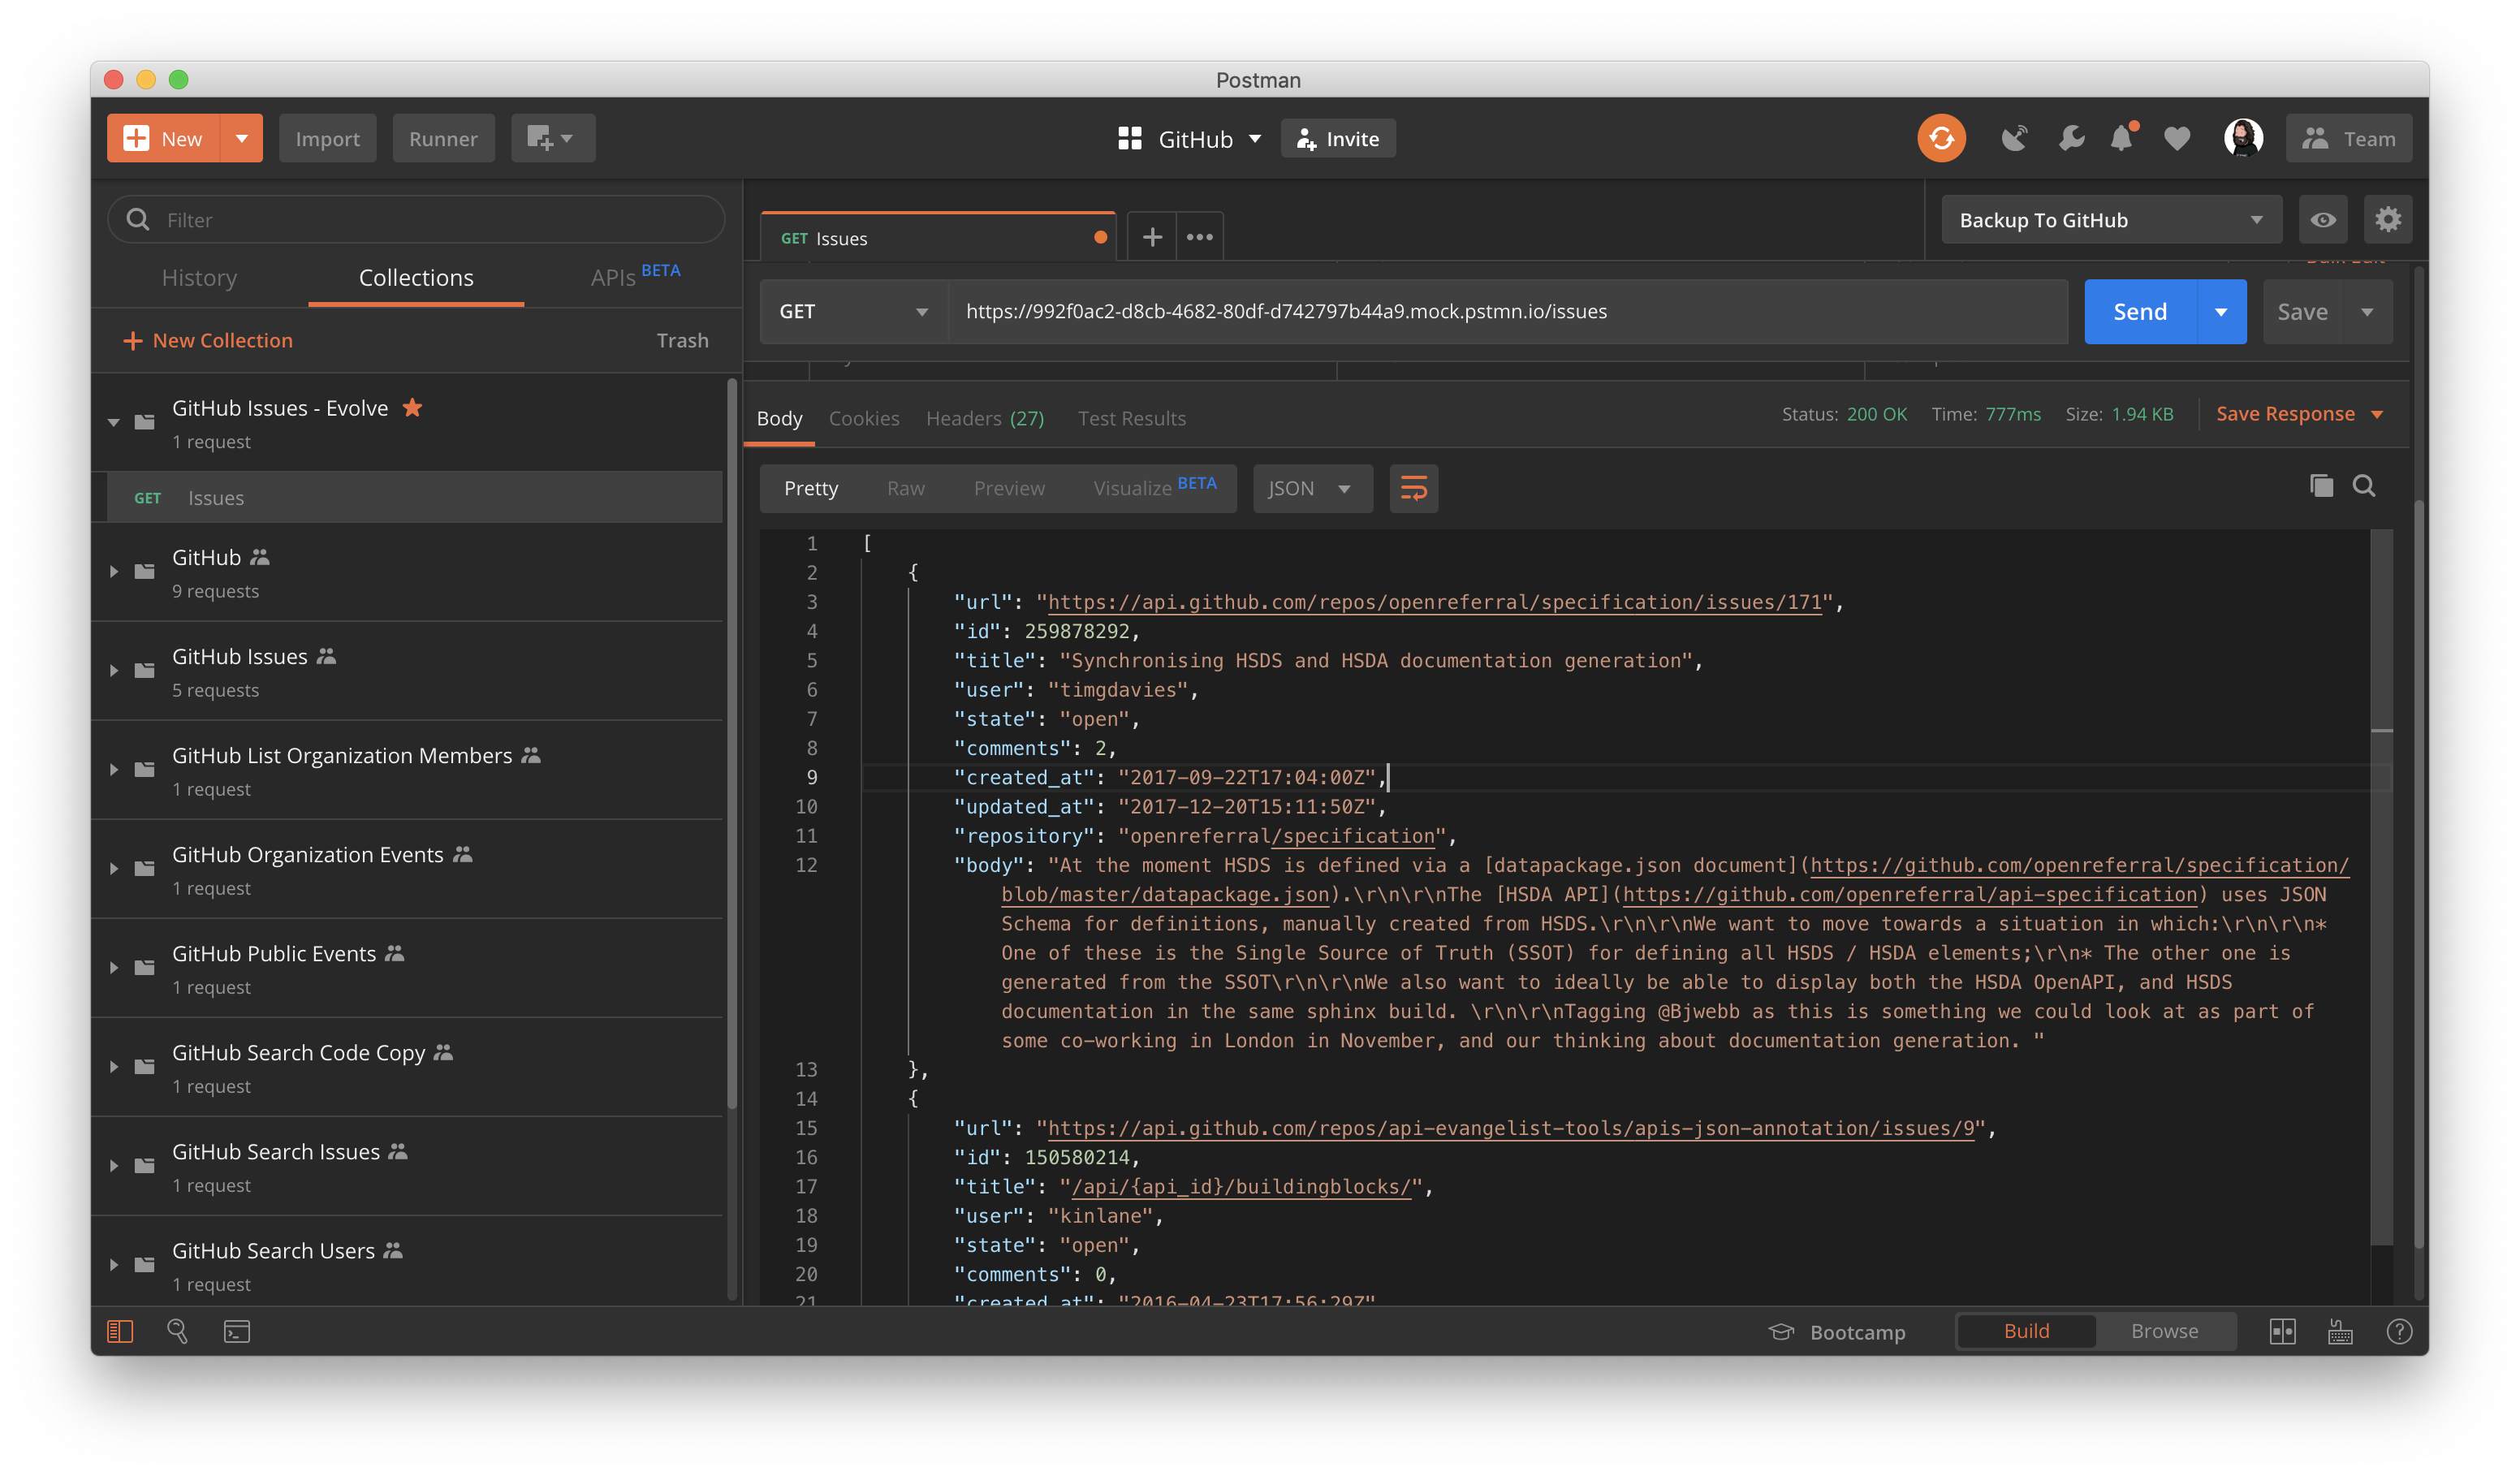 Postman
New
Import
Runner
GitHub
Invite
Team
Filter
History
Collections
APIs BETA
New Collection
Trash
GitHub Issues - Evolve
1 request
GET Issues
GitHub
9 requests
GitHub Issues
5 requests
GitHub List Organization Members
1 request
GitHub Organization Events
1 request
GitHub Public Events
1 request
GitHub Search Code Copy
1 request
GitHub Search Issues
1 request
GitHub Search Users
1 request
GET Issues
Backup To GitHub
GET
https://992f0ac2-d8cb-4682-80df-d742797b44a9.mock.pstmn.io/issues
Send
Save
Body
Cookies
Headers (27)
Test Results
Status: 200 OK
Time: 777ms
Size: 1.94 KB
Save Response
Pretty
Raw
Preview
Visualize BETA
JSON
1 [
2 {
3 "url": "https://api.github.com/repos/openreferral/specification/issues/171",
4 "id": 259878292,
5 "title": "Synchronising HSDS and HSDA documentation generation",
6 "user": "timgdavies",
7 "state": "open",
8 "comments": 2,
9 "created_at": "2017-09-22T17:04:00Z",
10 "updated_at": "2017-12-20T15:11:50Z",
11 "repository": "openreferral/specification",
12 "body": "At the moment HSDS is defined via a [datapackage.json document](https://github.com/openreferral/specification/
blob/master/datapackage.json).\r\n\r\nThe [HSDA API](https://github.com/openreferral/api-specification) uses JSON
Schema for definitions, manually created from HSDS.\r\n\r\nWe want to move towards a situation in which:\r\n\r\n*
One of these is the Single Source of Truth (SSOT) for defining all HSDS / HSDA elements;\r\n* The other one is
generated from the SSOT\r\n\r\nWe also want to ideally be able to display both the HSDA OpenAPI, and HSDS
documentation in the same sphinx build. \r\n\r\nTagging @Bjwebb as this is something we could look at as part of
some co-working in London in November, and our thinking about documentation generation. "
13 },
14 {
15 "url": "https://api.github.com/repos/api-evangelist-tools/apis-json-annotation/issues/9",
16 "id": 150580214,
17 "title": "/api/{api_id}/buildingblocks/",
18 "user": "kinlane",
19 "state": "open",
20 "comments": 0,
21 "created_at": "2016-04-23T17:56:29Z"
Bootcamp
Build
Browse